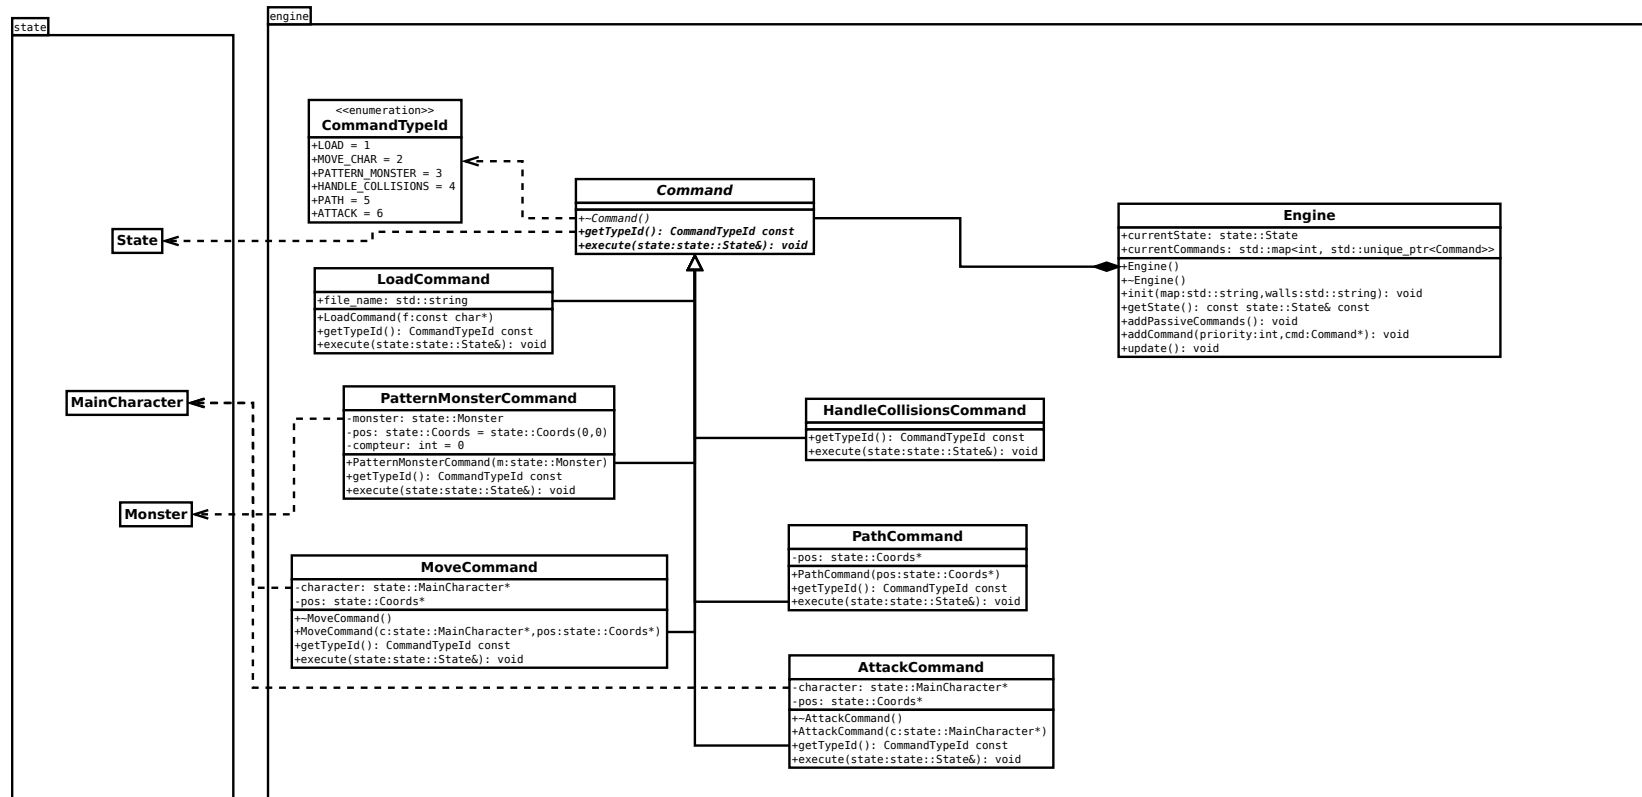 state
engine
<<enumeration>>
CommandTypeId
+LOAD = 1
+MOVE_CHAR = 2
+PATTERN_MONSTER = 3
+HANDLE_COLLISIONS = 4
+PATH = 5
+ATTACK = 6
Command
+~Command()
+getTypeId(): CommandTypeId const
+execute(state:state::State&): void
Engine
+currentState: state::State
+currentCommands: std::map<int, std::unique_ptr<Command>>
+Engine()
+~Engine()
+init(map:std::string,walls:std::string): void
+getState(): const state::State& const
+addPassiveCommands(): void
+addCommand(priority:int,cmd:Command*): void
+update(): void
State
LoadCommand
+file_name: std::string
+LoadCommand(f:const char*)
+getTypeId(): CommandTypeId const
+execute(state:state::State&): void
MainCharacter
PatternMonsterCommand
-monster: state::Monster
-pos: state::Coords = state::Coords(0,0)
-compteur: int = 0
+PatternMonsterCommand(m:state::Monster)
+getTypeId(): CommandTypeId const
+execute(state:state::State&): void
HandleCollisionsCommand
+getTypeId(): CommandTypeId const
+execute(state:state::State&): void
Monster
MoveCommand
-character: state::MainCharacter*
-pos: state::Coords*
+~MoveCommand()
+MoveCommand(c:state::MainCharacter*,pos:state::Coords*)
+getTypeId(): CommandTypeId const
+execute(state:state::State&): void
PathCommand
-pos: state::Coords*
+PathCommand(pos:state::Coords*)
+getTypeId(): CommandTypeId const
+execute(state:state::State&): void
AttackCommand
-character: state::MainCharacter*
-pos: state::Coords*
+~AttackCommand()
+AttackCommand(c:state::MainCharacter*)
+getTypeId(): CommandTypeId const
+execute(state:state::State&): void